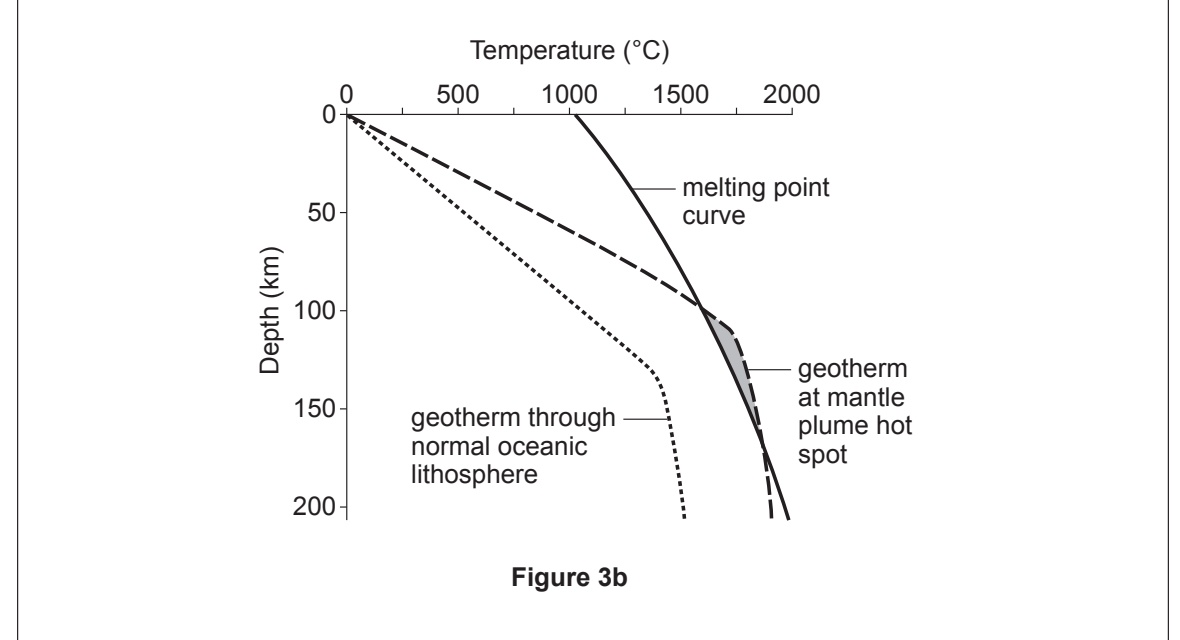 Temperature (°C)
0 500 1000 1500 2000
0
50
100
150
200
Depth (km)
melting point
curve
geotherm
at mantle
plume hot
spot
geotherm through
normal oceanic
lithosphere
Figure 3b